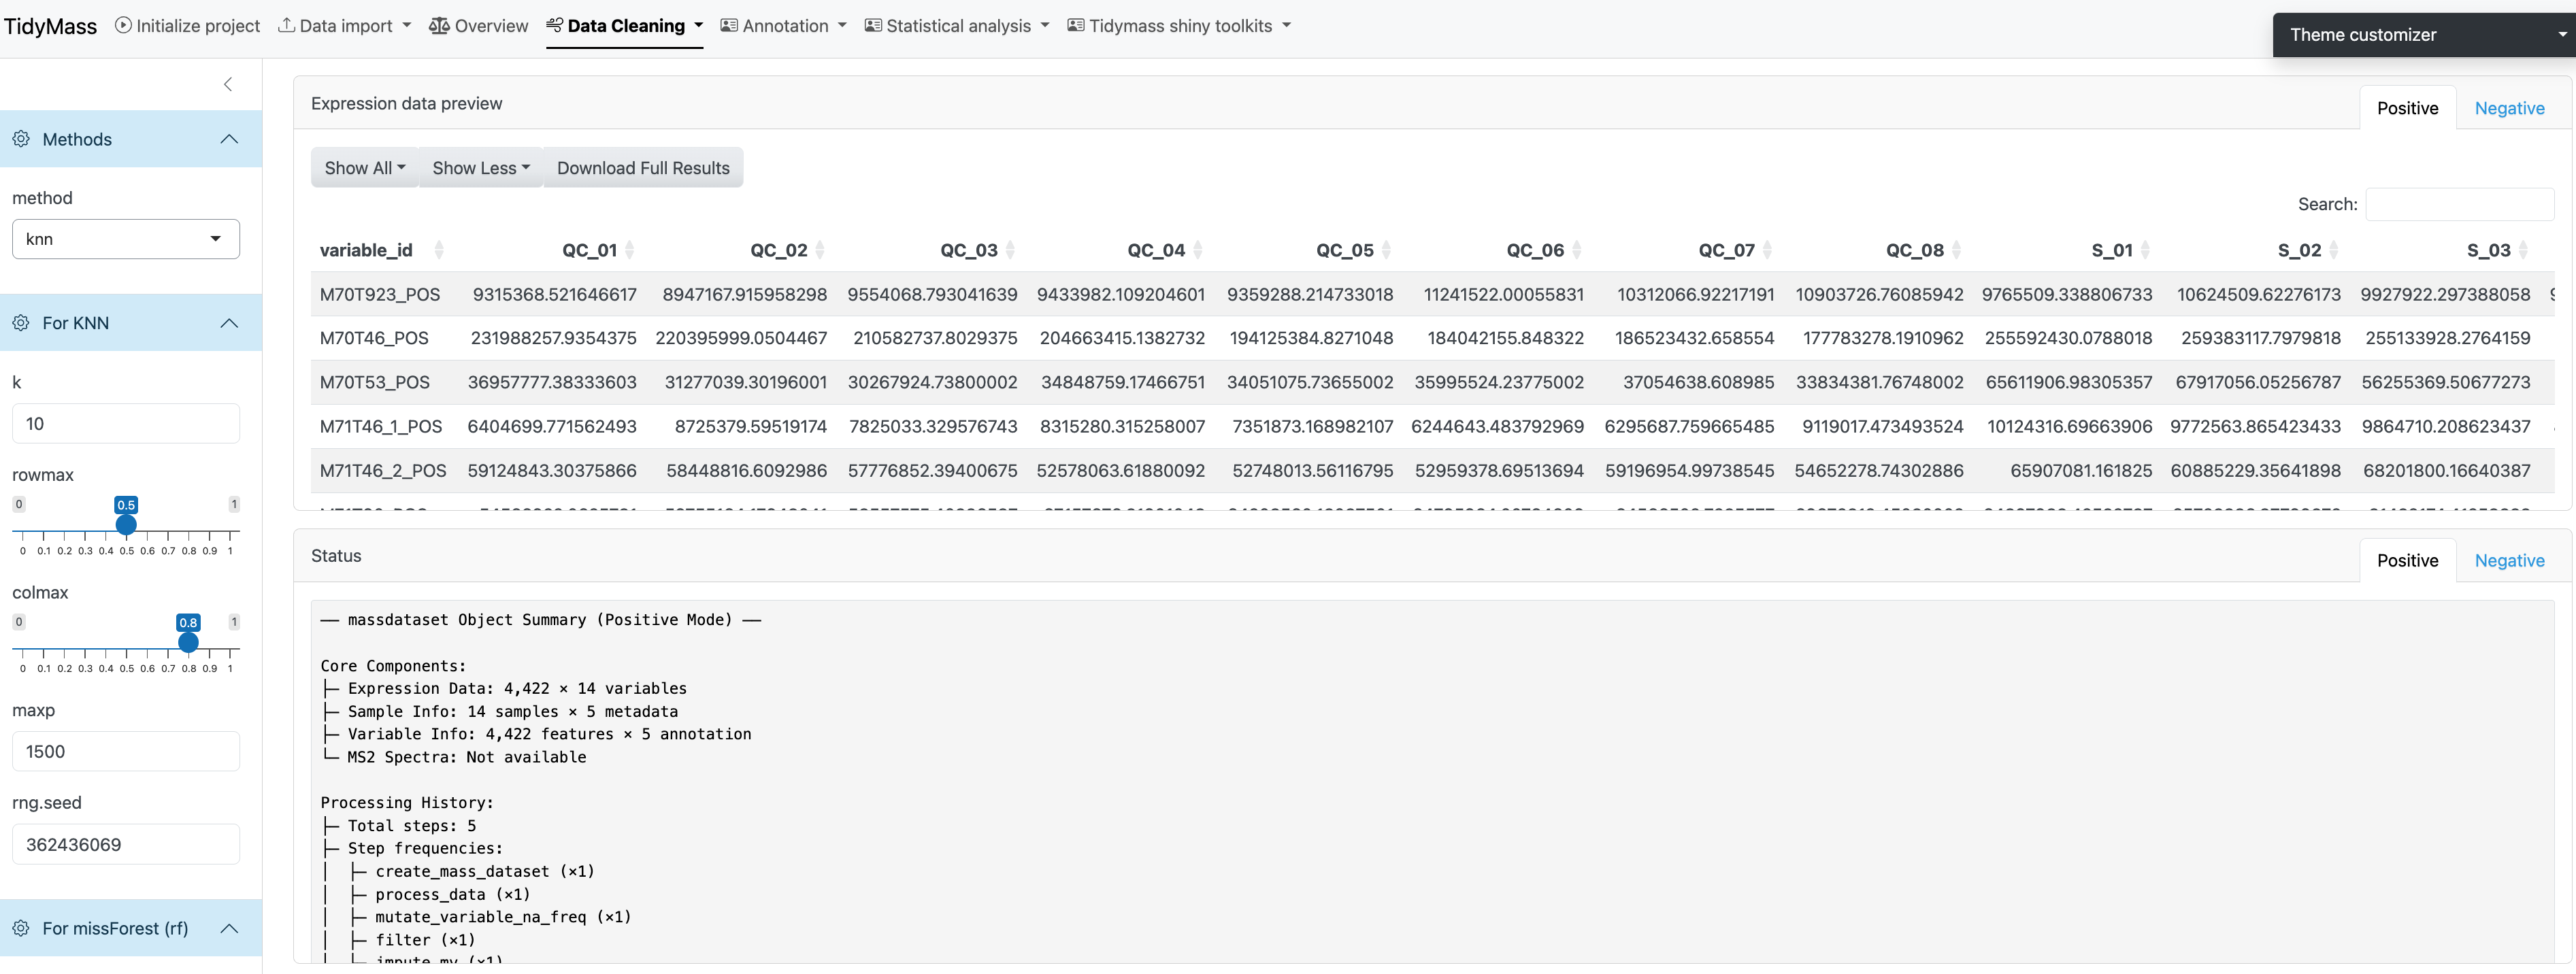 TidyMass Initialize project Data import Overview Data Cleaning Annotation Statistical analysis Tidymass shiny toolkits
Theme customizer
Methods
method
knn
For KNN
k
10
rowmax
0 0.5 1
0 0.1 0.2 0.3 0.4 0.5 0.6 0.7 0.8 0.9 1
colmax
0 0.8 1
0 0.1 0.2 0.3 0.4 0.5 0.6 0.7 0.8 0.9 1
maxp
1500
rng.seed
362436069
For missForest (rf)
Expression data preview
Positive Negative
Show All Show Less Download Full Results
Search:
variable_id QC_01 QC_02 QC_03 QC_04 QC_05 QC_06 QC_07 QC_08 S_01 S_02 S_03
M70T923_POS 9315368.521646617 8947167.915958298 9554068.793041639 9433982.109204601 9359288.214733018 11241522.00055831 10312066.92217191 10903726.76085942 9765509.338806733 10624509.62276173 9927922.297388058
M70T46_POS 231988257.9354375 220395999.0504467 210582737.8029375 204663415.1382732 194125384.8271048 184042155.848322 186523432.658554 177783278.1910962 255592430.0788018 259383117.7979818 255133928.2764159
M70T53_POS 36957777.38333603 31277039.30196001 30267924.73800002 34848759.17466751 34051075.73655002 35995524.23775002 37054638.608985 33834381.76748002 65611906.98305357 67917056.05256787 56255369.50677273
M71T46_1_POS 6404699.771562493 8725379.59519174 7825033.329576743 8315280.315258007 7351873.168982107 6244643.483792969 6295687.759665485 9119017.473493524 10124316.69663906 9772563.865423433 9864710.208623437
M71T46_2_POS 59124843.30375866 58448816.6092986 57776852.39400675 52578063.61880092 52748013.56116795 52959378.69513694 59196954.99738545 54652278.74302886 65907081.161825 60885229.35641898 68201800.16640387
Status
Positive Negative
── massdataset Object Summary (Positive Mode) ──
Core Components:
├─ Expression Data: 4,422 × 14 variables
├─ Sample Info: 14 samples × 5 metadata
├─ Variable Info: 4,422 features × 5 annotation
└─ MS2 Spectra: Not available
Processing History:
├─ Total steps: 5
├─ Step frequencies:
│  ├─ create_mass_dataset (×1)
│  ├─ process_data (×1)
│  ├─ mutate_variable_na_freq (×1)
│  ├─ filter (×1)
│  └─ impute_mv (×1)